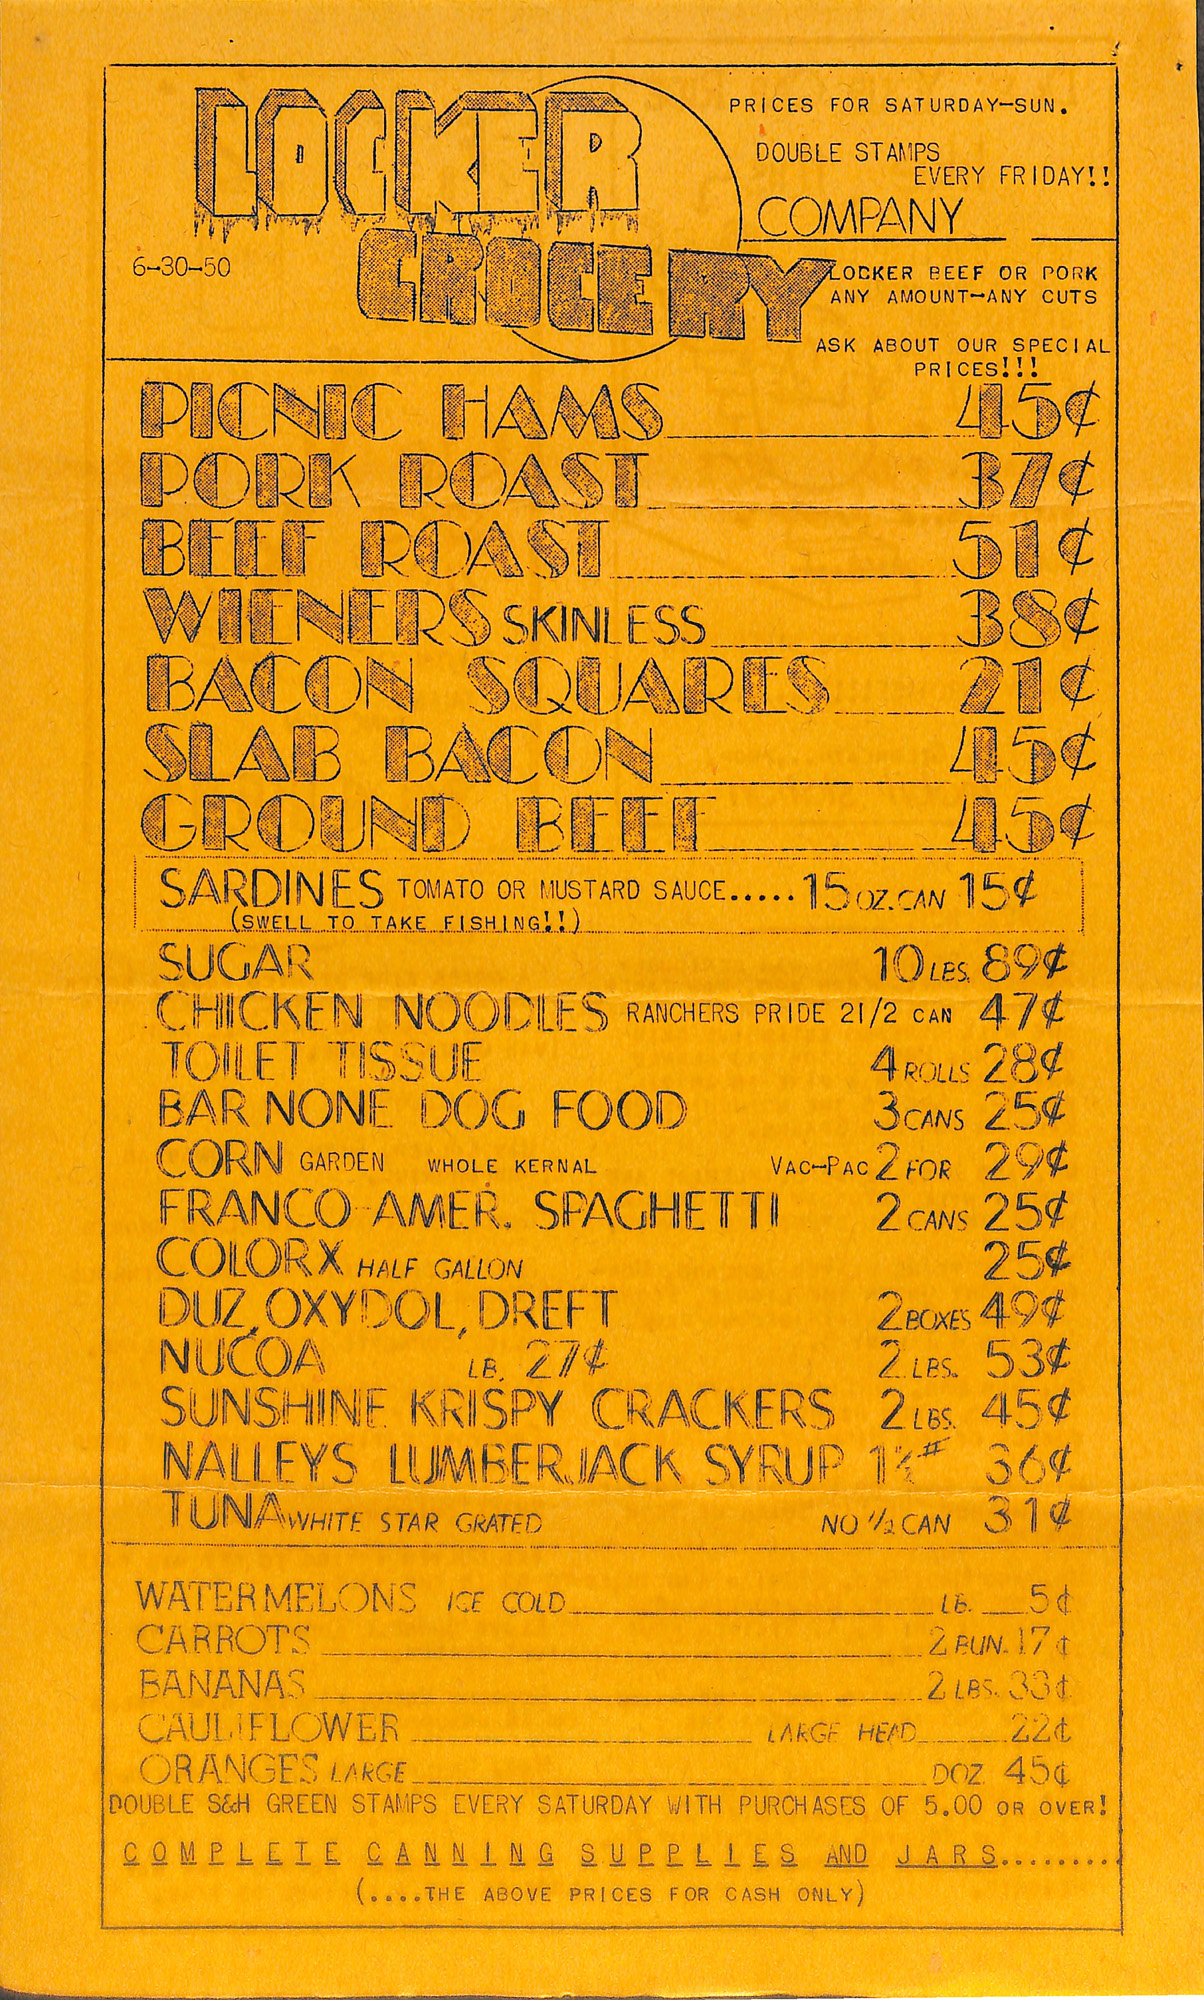 LOCKER
GROCERY
COMPANY
6-30-50
PRICES FOR SATURDAY-SUN.
DOUBLE STAMPS
EVERY FRIDAY!!
LOCKER BEEF OR PORK
ANY AMOUNT-ANY CUTS
ASK ABOUT OUR SPECIAL
PRICES!!!
PICNIC HAMS 45¢
PORK ROAST 37¢
BEEF ROAST 51¢
WIENERS SKINLESS 38¢
BACON SQUARES 21¢
SLAB BACON 45¢
GROUND BEEF 45¢
SARDINES TOMATO OR MUSTARD SAUCE..... 15 OZ. CAN 15¢
(SWELL TO TAKE FISHING!!)
SUGAR 10 LBS. 89¢
CHICKEN NOODLES RANCHERS PRIDE 21/2 CAN 47¢
TOILET TISSUE 4 ROLLS 28¢
BAR NONE DOG FOOD 3 CANS 25¢
CORN GARDEN WHOLE KERNAL VAC-PAC 2 FOR 29¢
FRANCO-AMER. SPAGHETTI 2 CANS 25¢
COLORX HALF GALLON 25¢
DUZ, OXYDOL, DREFT 2 BOXE'S 49¢
NUCOA LB. 27¢ 2 LBS. 53¢
SUNSHINE KRISPY CRACKERS 2 LBS. 45¢
NALLEYS LUMBERJACK SYRUP 36¢
TUNA WHITE STAR GRATED NO 1/2 CAN 31¢
WATERMELONS ICE COLD LB. 5¢
CARROTS 2 BUN. 17¢
BANANAS 2 LBS. 33¢
CAULIFLOWER LARGE HEAD 22¢
ORANGES LARGE DOZ 45¢
DOUBLE S&H GREEN STAMPS EVERY SATURDAY WITH PURCHASES OF 5.00 OR OVER!
COMPLETE CANNING SUPPLIES AND JARS.........
(....THE ABOVE PRICES FOR CASH ONLY)